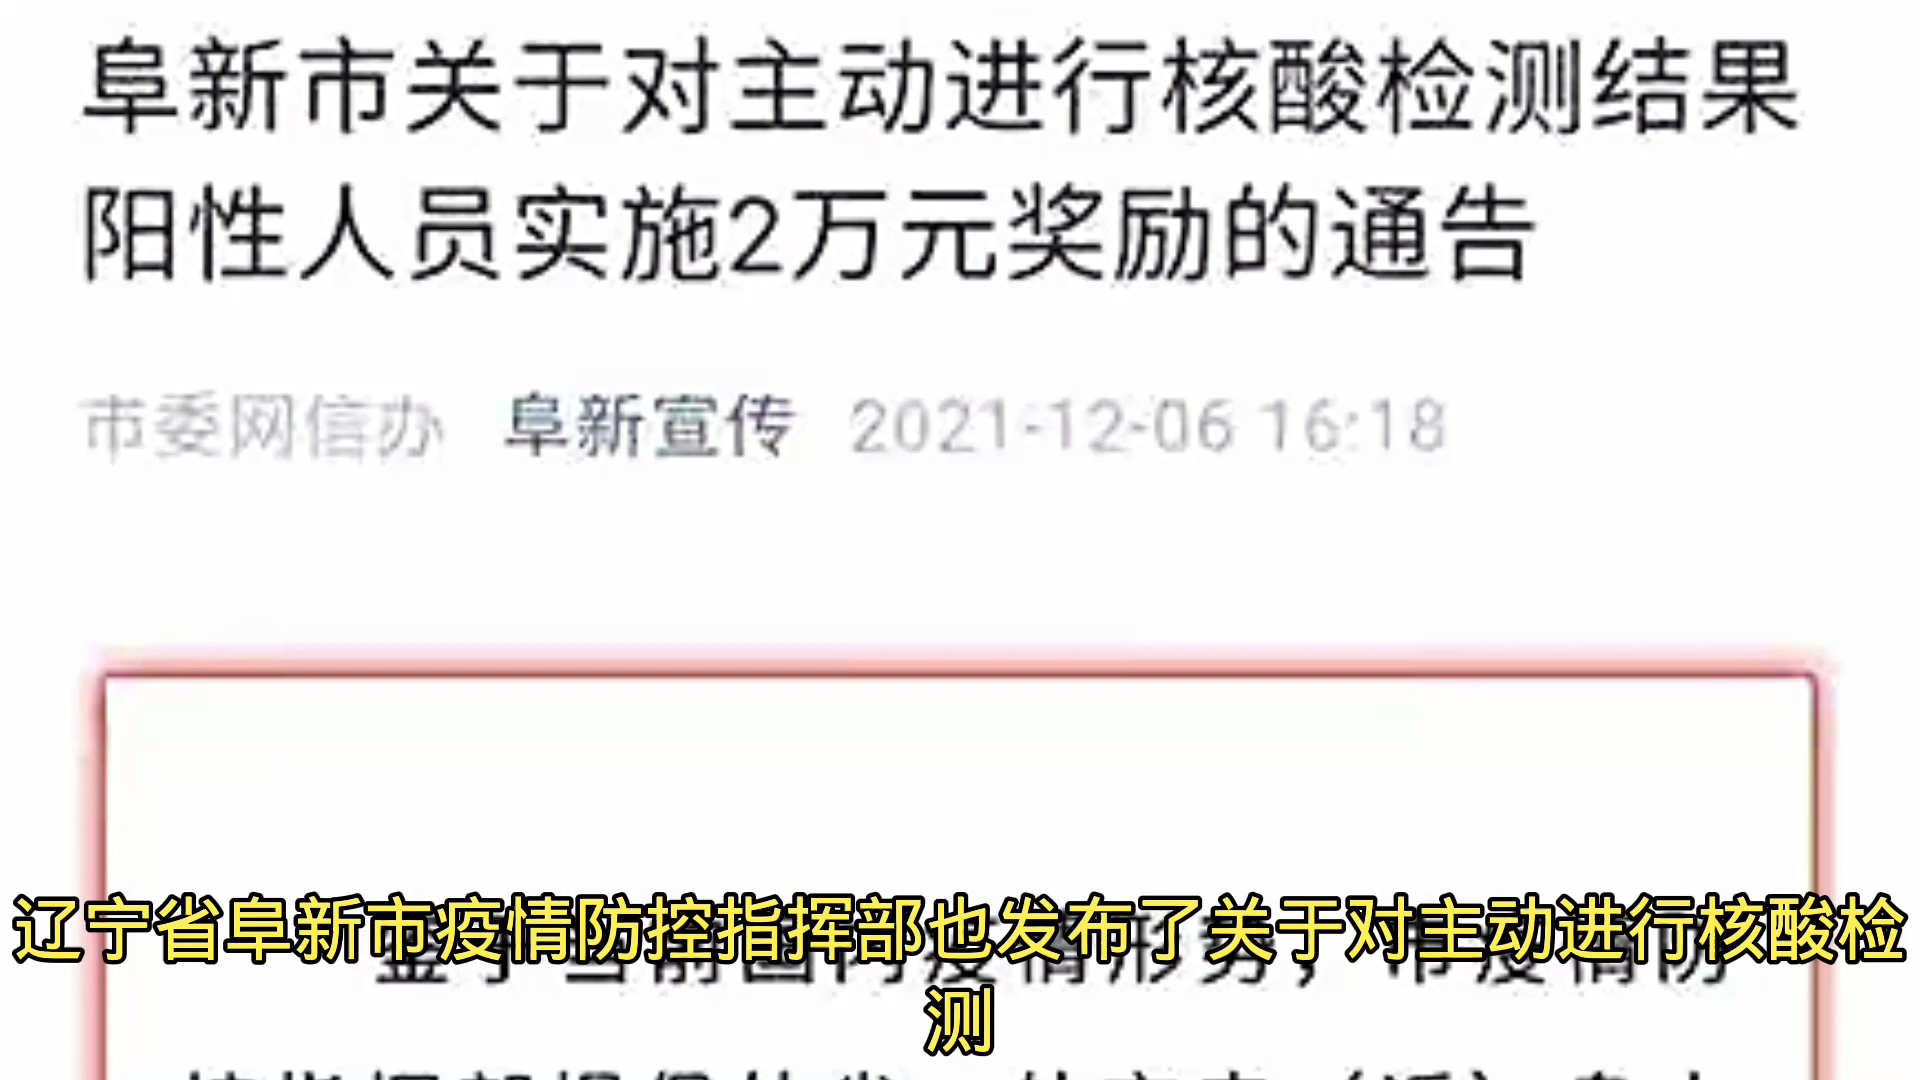 阜新市关于对主动进行核酸检测结果
阳性人员实施2万元奖励的通告
市委网信办 阜新宣传 2021-12-06 16:18
辽宁省阜新市疫情防控指挥部也发布了关于对主动进行核酸检
测